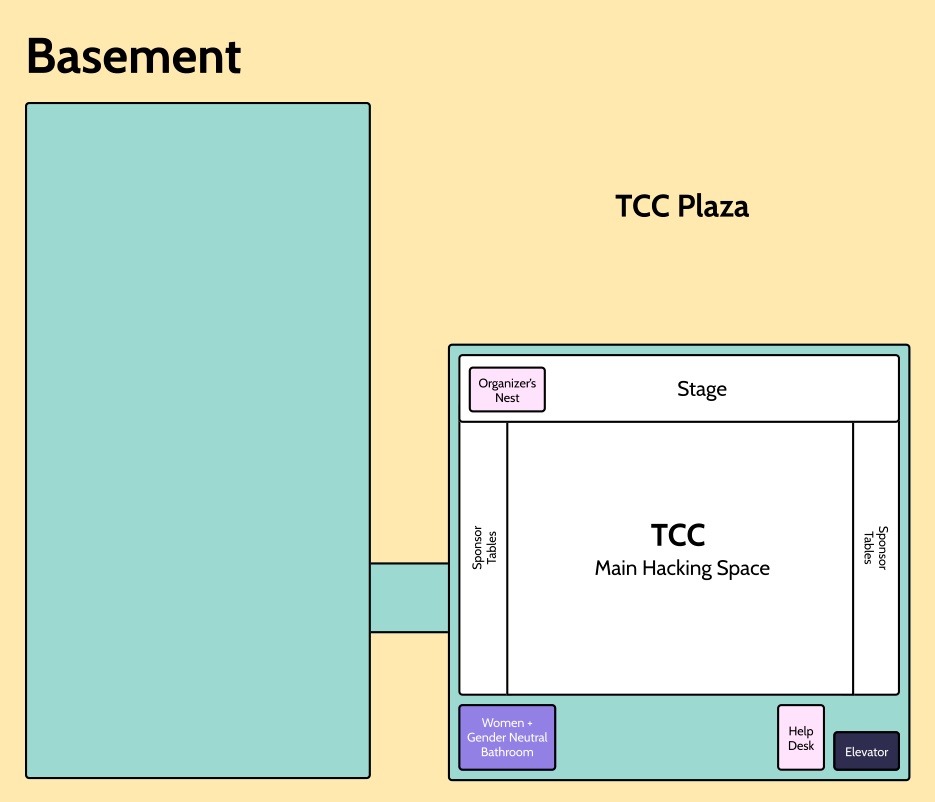 Basement
TCC Plaza
Organizer's
Nest
Stage
Sponsor
Tables
TCC
Main Hacking Space
Sponsor
Tables
Women +
Gender Neutral
Bathroom
Help
Desk
Elevator